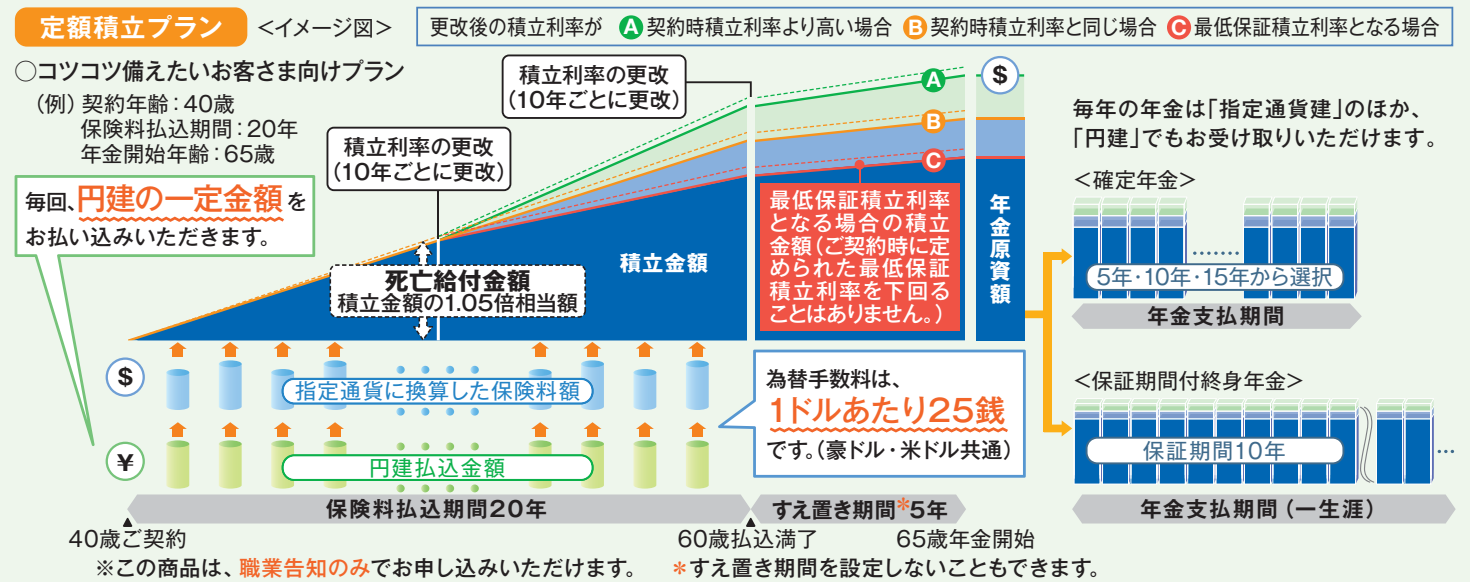 定額積立プラン
<イメージ図>
更改後の積立利率が A契約時積立利率より高い場合 B契約時積立利率と同じ場合 C最低保証積立利率となる場合
○コツコツ備えたいお客さま向けプラン
(例)契約年齢:40歳
保険料払込期間:20年
年金開始年齢:65歳
毎回、円建の一定金額を
お払い込みいただきます。
積立利率の更改
(10年ごとに更改)
積立利率の更改
(10年ごとに更改)
A
B
C
$
死亡給付金額
積立金額の1.05倍相当額
積立金額
最低保証積立利率
となる場合の積立
金額(ご契約時に定
められた最低保証
積立利率を下回る
ことはありません。)
年金原資額
$
指定通貨に換算した保険料額
¥
円建払込金額
為替手数料は、
1ドルあたり25銭
です。(豪ドル・米ドル共通)
保険料払込期間20年
すえ置き期間*5年
40歳ご契約
60歳払込満了
65歳年金開始
※この商品は、職業告知のみでお申し込みいただけます。
*すえ置き期間を設定しないこともできます。
毎年の年金は「指定通貨建」のほか、
「円建」でもお受け取りいただけます。
<確定年金>
‥‥‥
5年・10年・15年から選択
年金支払期間
<保証期間付終身年金>
保証期間10年
…
年金支払期間(一生涯)